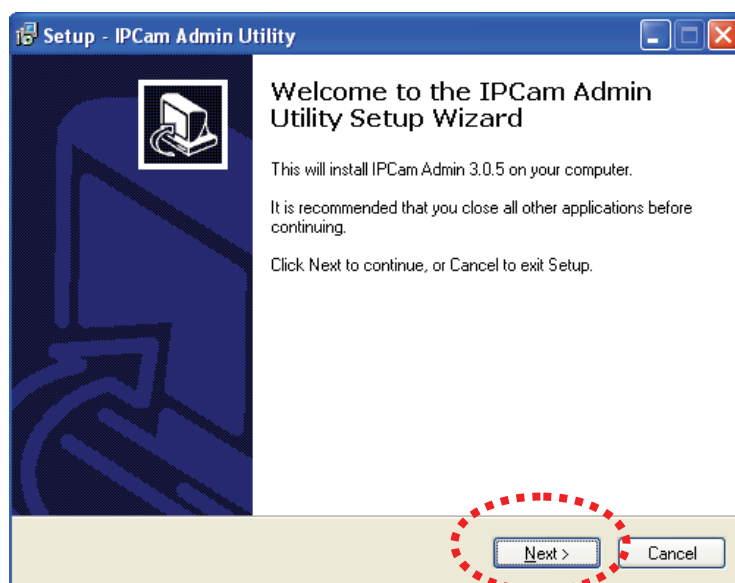 Setup - IPCam Admin Utility
Welcome to the IPCam Admin
Utility Setup Wizard
This will install IPCam Admin 3.0.5 on your computer.
It is recommended that you close all other applications before
continuing.
Click Next to continue, or Cancel to exit Setup.
Next >
Cancel